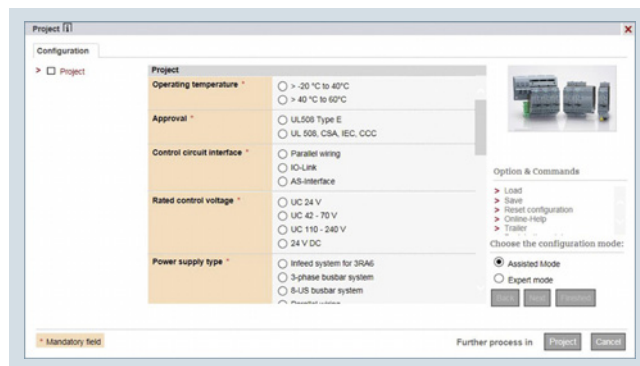 Project
Configuration
> Project
Project
Operating temperature *
> -20 °C to 40°C
> 40 °C to 60°C
Approval *
UL508 Type E
UL 508, CSA, IEC, CCC
Control circuit interface *
Parallel wiring
IO-Link
AS-Interface
Rated control voltage *
UC 24 V
UC 42 - 70 V
UC 110 - 240 V
24 V DC
Power supply type *
Infeed system for 3RA6
3-phase busbar system
8-US busbar system
Parallel wiring
Option & Commands
> Load
> Save
> Reset configuration
> Online-Help
> Trailer
Choose the configuration mode:
Assisted Mode
Expert mode
Back Next Finished
* Mandatory field
Further process in Project Cancel